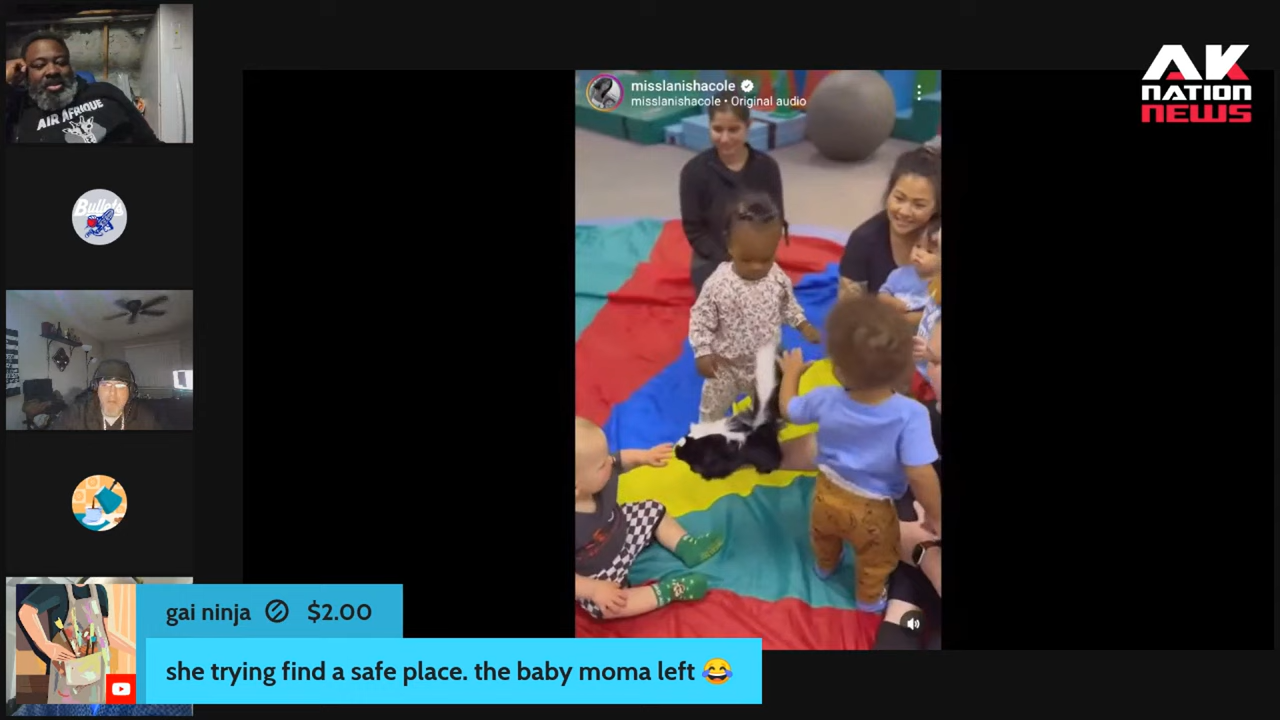 AIR AFRIQUE
Bullets
misslanishacole
misslanishacole • Original audio
AK
NATION
NEWS
gai ninja $2.00
she trying find a safe place. the baby moma left 😂